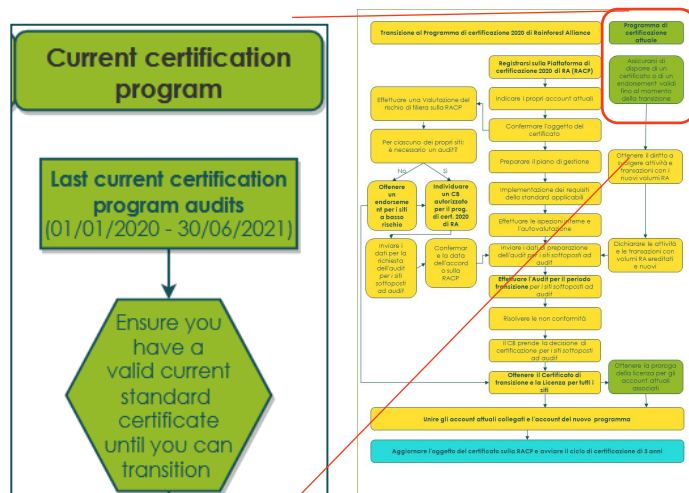 Current certification
program
Last current certification
program audits
(01/01/2020 - 30/06/2021)
Ensure you
have a
valid current
standard
certificate
until you can
transition
Transizione al Programma di certificazione 2020 di Rainforest Alliance
Programma di
certificazione
attuale
Registrarsi sulla Piattaforma di
certificazione 2020 di RA (RACP)
Assicurarsi di
disporre di un
certificato o di un
endorsement validi
fino al momento
della transizione
Effettuare una Valutazione del
rischio di filiera sulla RACP
Indicare i propri account attuali
Confermare l'oggetto del
certificato
Per ciascuno dei propri siti:
è necessario un audit?
Preparare il piano di gestione
Ottenere il diritto a
svolgere attività e
transazioni con i
nuovi volumi RA
No
Sì
Ottenere
un
endorseme
nt per i siti
a basso
rischio
Individuare
un CB
autorizzato
per il prog.
di cert. 2020
di RA
Implementazione dei requisiti
dello standard applicabili
Effettuare le ispezioni interne e
l'autovalutazione
Inviare i
dati per la
richiesta
dell'audit per
i siti
sottoposti
ad audit
Confermar
e la data
dell'accord
o sulla
RACP
Inviare i dati di preparazione
dell'audit per i siti sottoposti ad
audit
Dichiarare le attività
e le transazioni con
volumi RA ereditati
e nuovi
Effettuare l'Audit per il periodo
transizione per i siti sottoposti ad
audit
Risolvere le non conformità
Il CB prende la decisione di
certificazione per i siti sottoposti
ad audit
Ottenere il Certificato di
transizione e la Licenza per tutti i
siti
Ottenere la proroga
della licenza per gli
account attuali
associati
Unire gli account attuali collegati e l'account del nuovo programma
Aggiornare l'oggetto del certificato sulla RACP e avviare il ciclo di certificazione di 3 anni